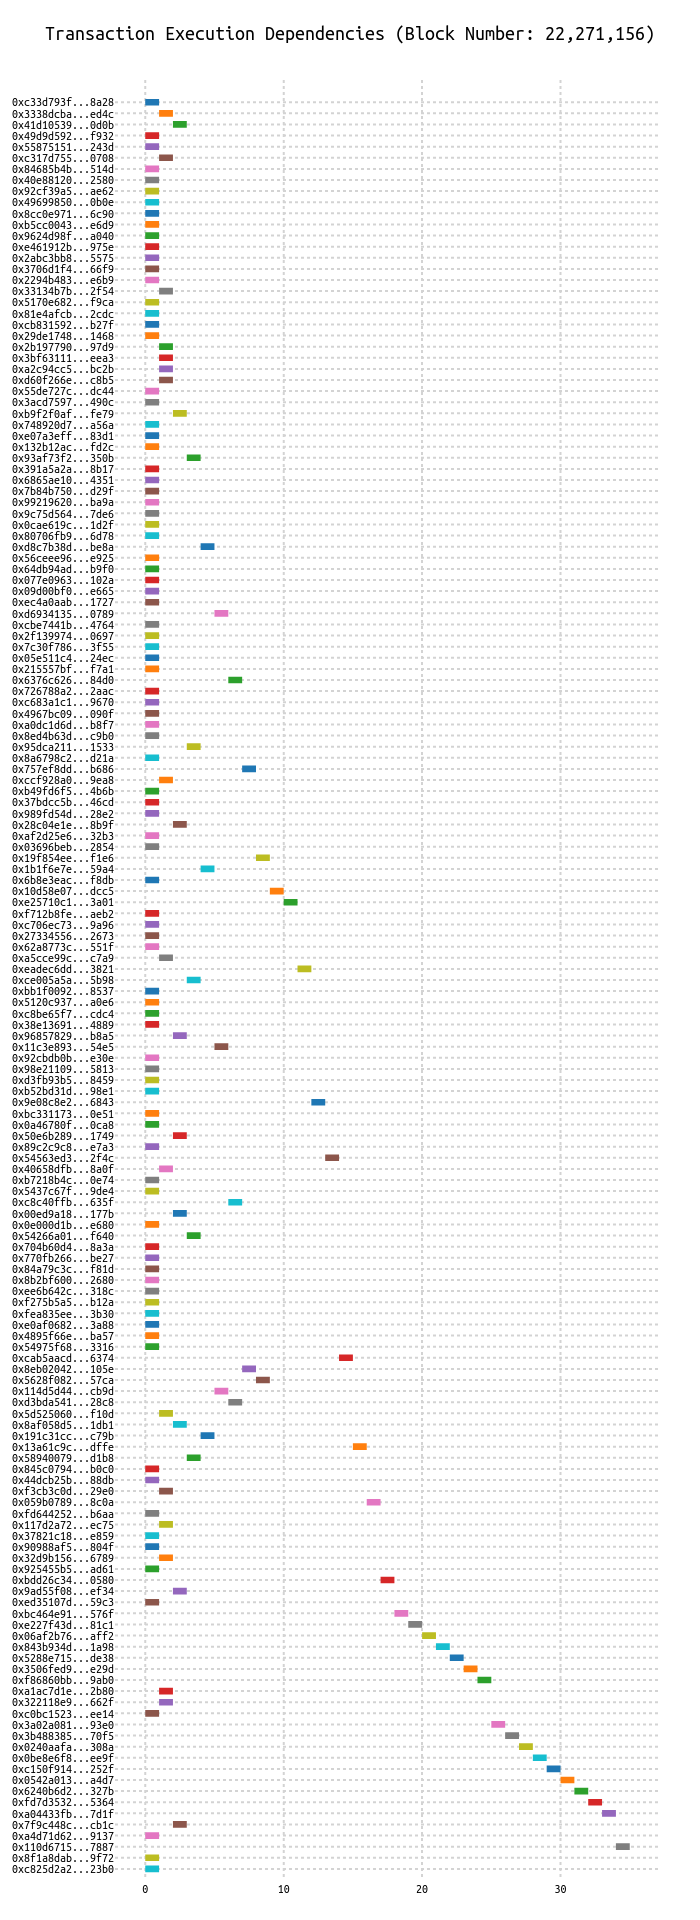 Transaction Execution Dependencies (Block Number: 22,271,156)
0xc33d793f...8a28
0x3338dcba...ed4c
0x41d10539...0d0b
0x49d9d592...f932
0x55875151...243d
0xc317d755...0708
0x84685b4b...514d
0x40e88120...2580
0x92cf39a5...ae62
0x49699850...0b0e
0x8cc0e971...6c90
0xb5cc0043...e6d9
0x9624d98f...a040
0xe461912b...975e
0x2abc3bb8...5575
0x3706d1f4...66f9
0x2294b483...e6b9
0x33134b7b...2f54
0x5170e682...f9ca
0x81e4afcb...2cdc
0xcb831592...b27f
0x29de1748...1468
0x2b197790...97d9
0x3bf63111...eea3
0xa2c94cc5...bc2b
0xd60f266e...c8b5
0x55de727c...dc44
0x3acd7597...490c
0xb9f2f0af...fe79
0x748920d7...a56a
0xe07a3eff...83d1
0x132b12ac...fd2c
0x93af73f2...350b
0x391a5a2a...8b17
0x6865ae10...4351
0x7b84b750...d29f
0x99219620...ba9a
0x9c75d564...7de6
0x0cae619c...1d2f
0x80706fb9...6d78
0xd8c7b38d...be8a
0x56ceee96...e925
0x64db94ad...b9f0
0x077e0963...102a
0x09d00bf0...e665
0xec4a0aab...1727
0xd6934135...0789
0xcbe7441b...4764
0x2f139974...0697
0x7c30f786...3f55
0x05e511c4...24ec
0x215557bf...f7a1
0x6376c626...84d0
0x726788a2...2aac
0xc683a1c1...9670
0x4967bc09...090f
0xa0dc1d6d...b8f7
0x8ed4b63d...c9b0
0x95dca211...1533
0x8a6798c2...d21a
0x757ef8dd...b686
0xccf928a0...9ea8
0xb49fd6f5...4b6b
0x37bdcc5b...46cd
0x989fd54d...28e2
0x28c04e1e...8b9f
0xaf2d25e6...32b3
0x03696beb...2854
0x19f854ee...f1e6
0x1b1f6e7e...59a4
0x6b8e3eac...f8db
0x10d58e07...dcc5
0xe25710c1...3a01
0xf712b8fe...aeb2
0xc706ec73...9a96
0x27334556...2673
0x62a8773c...551f
0xa5cce99c...c7a9
0xeadec6dd...3821
0xce005a5a...5b98
0xbb1f0092...8537
0x5120c937...a0e6
0xc8be65f7...cdc4
0x38e13691...4889
0x96857829...b8a5
0x11c3e893...54e5
0x92cbdb0b...e30e
0x98e21109...5813
0xd3fb93b5...8459
0xb52bd31d...98e1
0x9e08c8e2...6843
0xbc331173...0e51
0x0a46780f...0ca8
0x50e6b289...1749
0x89c2c9c8...e7a3
0x54563ed3...2f4c
0x40658dfb...8a0f
0xb7218b4c...0e74
0x5437c67f...9de4
0xc8c40ffb...635f
0x00ed9a18...177b
0x0e000d1b...e680
0x54266a01...f640
0x704b60d4...8a3a
0x770fb266...be27
0x84a79c3c...f81d
0x8b2bf600...2680
0xee6b642c...318c
0xf275b5a5...b12a
0xfea835ee...3b30
0xe0af0682...3a88
0x4895f66e...ba57
0x54975f68...3316
0xcab5aacd...6374
0x8eb02042...105e
0x5628f082...57ca
0x114d5d44...cb9d
0xd3bda541...28c8
0x5d525060...f10d
0x8af058d5...1db1
0x191c31cc...c79b
0x13a61c9c...dffe
0x58940079...d1b8
0x845c0794...b0c0
0x44dcb25b...88db
0xf3cb3c0d...29e0
0x059b0789...8c0a
0xfd644252...b6aa
0x117d2a72...ec75
0x37821c18...e859
0x90988af5...804f
0x32d9b156...6789
0x925455b5...ad61
0xbdd26c34...0580
0x9ad55f08...ef34
0xed35107d...59c3
0xbc464e91...576f
0xe227f43d...81c1
0x06af2b76...aff2
0x843b934d...1a98
0x5288e715...de38
0x3506fed9...e29d
0xf86860bb...9ab0
0xa1ac7d1e...2b80
0x322118e9...662f
0xc0bc1523...ee14
0x3a02a081...93e0
0x3b488385...70f5
0x0240aafa...308a
0x0be8e6f8...ee9f
0xc150f914...252f
0x0542a013...a4d7
0x6240b6d2...327b
0xfd7d3532...5364
0xa04433fb...7d1f
0x7f9c448c...cb1c
0xa4d71d62...9137
0x110d6715...7887
0x8f1a8dab...9f72
0xc825d2a2...23b0
0 10 20 30